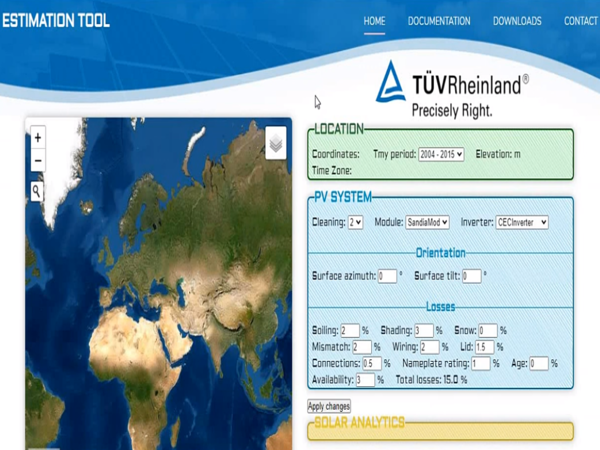 ESTIMATION TOOL
HOME DOCUMENTATION DOWNLOADS CONTACT
TÜVRheinland®
Precisely Right.
+
−
LOCATION
Coordinates: Tmy period: 2004 - 2015 Elevation: m
Time Zone:
PV SYSTEM
Cleaning: 2 Module: SandiaMod Inverter: CECInverter
Orientation
Surface azimuth: 0 ° Surface tilt: 0 °
Losses
Soiling: 2 % Shading: 3 % Snow: 0 %
Mismatch: 2 % Wiring: 2 % Lid: 1.5 %
Connections: 0.5 % Nameplate rating: 1 % Age: 0 %
Availability: 3 % Total losses: 15.0 %
Apply changes
SOLAR ANALYTICS